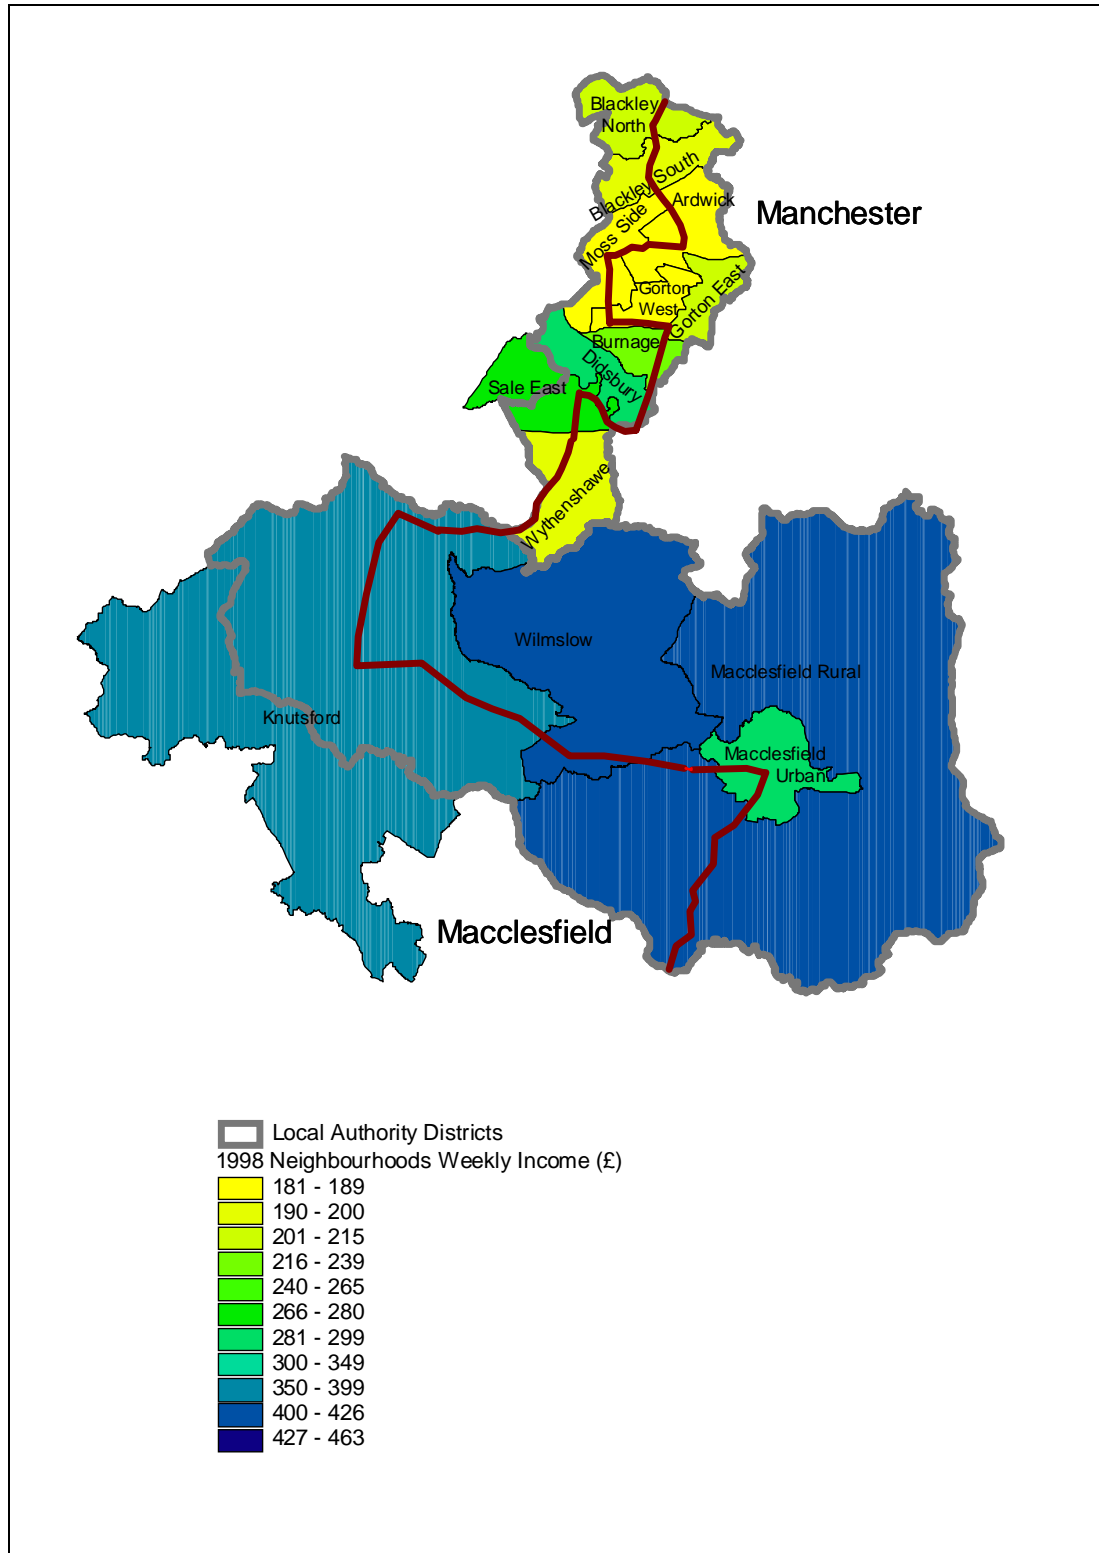 Blackley
North
Blackley South
Ardwick
Manchester
Moss Side
Gorton
West
Gorton East
Burnage
Didsbury
Sale East
Wythenshawe
Wilmslow
Macclesfield Rural
Knutsford
Macclesfield
Urban
Macclesfield
Local Authority Districts
1998 Neighbourhoods Weekly Income (£)
181 - 189
190 - 200
201 - 215
216 - 239
240 - 265
266 - 280
281 - 299
300 - 349
350 - 399
400 - 426
427 - 463